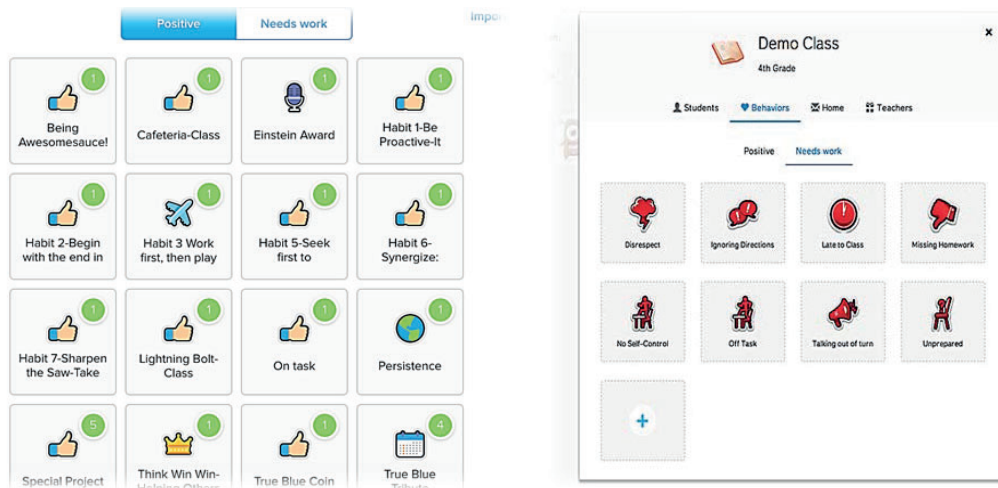 Positive
Needs work
1
Being
Awesomesauce!
1
Cafeteria-Class
1
Einstein Award
1
Habit 1-Be
Proactive-It
1
Habit 2-Begin
with the end in
1
Habit 3 Work
first, then play
1
Habit 5-Seek
first to
1
Habit 6-
Synergize:
1
Habit 7-Sharpen
the Saw-Take
1
Lightning Bolt-
Class
1
On task
1
Persistence
5
Special Project
1
Think Win Win-
Helping Others
1
True Blue Coin
4
True Blue
Tribute
Demo Class
4th Grade
Students
Behaviors
Home
Teachers
Positive
Needs work
Disrespect
Ignoring Directions
Late to Class
Missing Homework
No Self-Control
Off Task
Talking out of turn
Unprepared